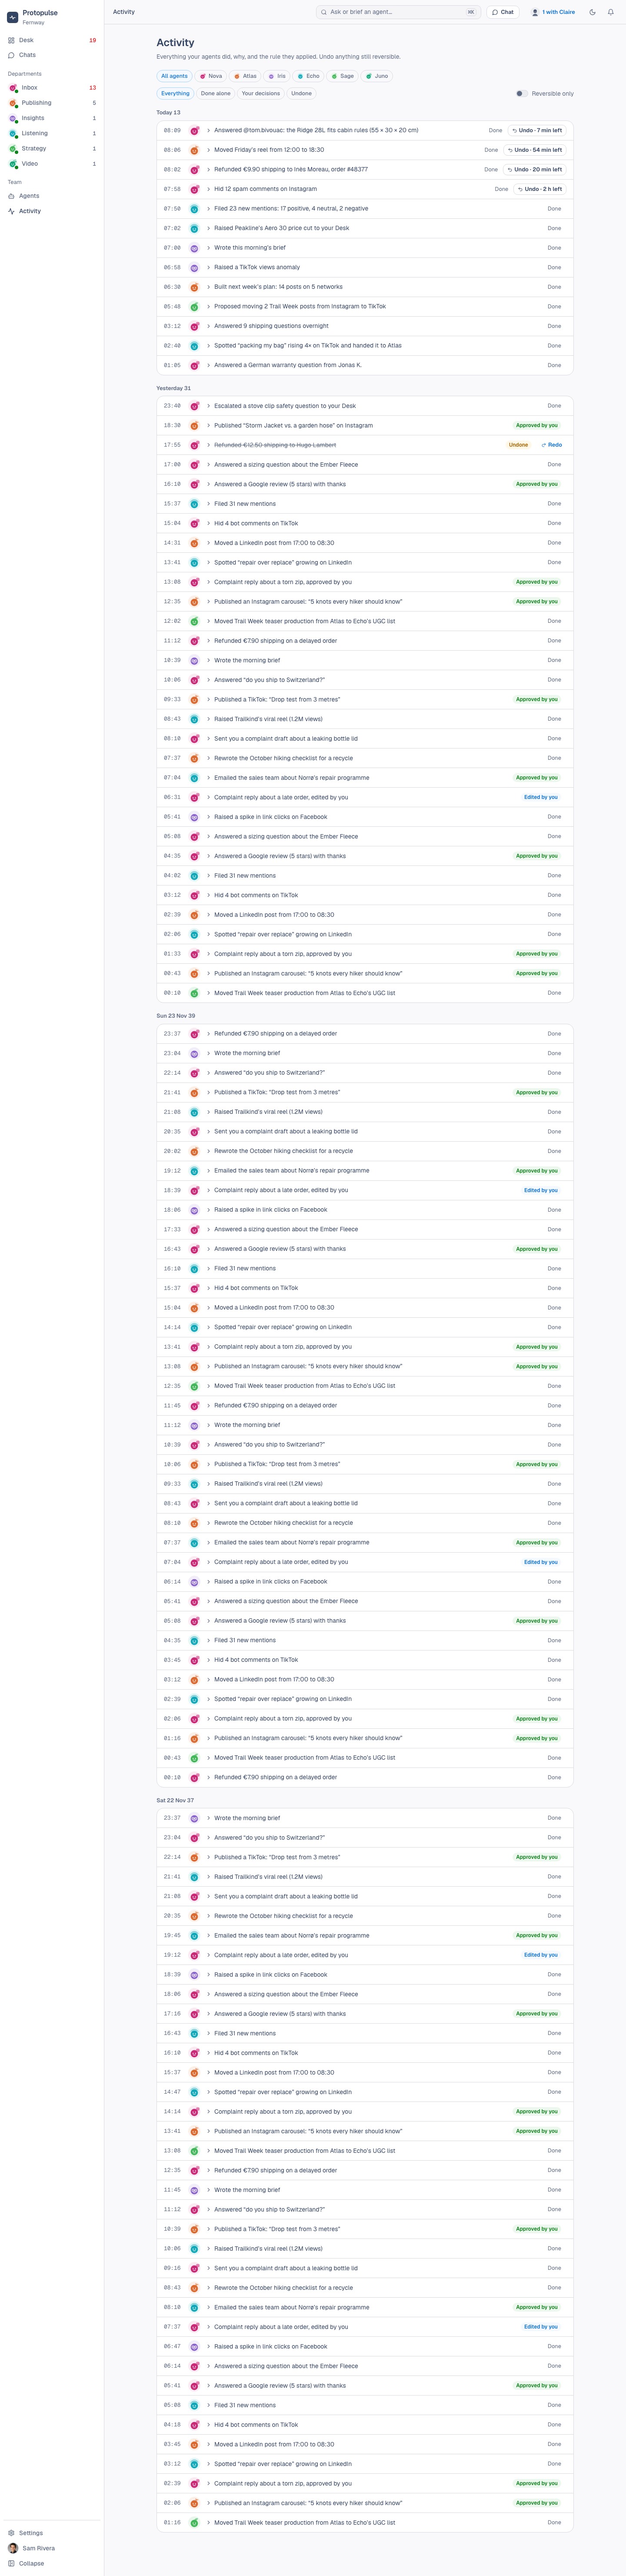 Protopulse
Fernway
Desk 19
Chats
Departments
Inbox 13
Publishing 5
Insights 1
Listening 1
Strategy 1
Video 1
Team
Agents
Activity
Settings
Sam Rivera
Collapse
Activity
Ask or brief an agent... ⌘K
Chat
1 with Claire
Activity
Everything your agents did, why, and the rule they applied. Undo anything still reversible.
All agents Nova Atlas Iris Echo Sage Juno
Everything Done alone Your decisions Undone Reversible only
Today 13
08:09 Answered @tom.bivouac: the Ridge 28L fits cabin rules (55 × 30 × 20 cm) Done Undo · 7 min left
08:06 Moved Friday's reel from 12:00 to 18:30 Done Undo · 54 min left
08:02 Refunded €9.90 shipping to Inès Moreau, order #48377 Done Undo · 20 min left
07:58 Hid 12 spam comments on Instagram Done Undo · 2 h left
07:50 Filed 23 new mentions: 17 positive, 4 neutral, 2 negative Done
07:02 Raised Peakline's Aero 30 price cut to your Desk Done
07:00 Wrote this morning's brief Done
06:58 Raised a TikTok views anomaly Done
06:30 Built next week's plan: 14 posts on 5 networks Done
05:48 Proposed moving 2 Trail Week posts from Instagram to TikTok Done
03:12 Answered 9 shipping questions overnight Done
02:40 Spotted "packing my bag" rising 4× on TikTok and handed it to Atlas Done
01:05 Answered a German warranty question from Jonas K. Done
Yesterday 31
23:40 Escalated a stove clip safety question to your Desk Done
18:30 Published "Storm Jacket vs. a garden hose" on Instagram Approved by you
17:55 Refunded €12.50 shipping to Hugo Lambert Undone Redo
17:00 Answered a sizing question about the Ember Fleece Done
16:10 Answered a Google review (5 stars) with thanks Approved by you
15:37 Filed 31 new mentions Done
15:04 Hid 4 bot comments on TikTok Done
14:31 Moved a LinkedIn post from 17:00 to 08:30 Done
13:41 Spotted "repair over replace" growing on LinkedIn Done
13:08 Complaint reply about a torn zip, approved by you Approved by you
12:35 Published an Instagram carousel: "5 knots every hiker should know" Approved by you
12:02 Moved Trail Week teaser production from Atlas to Echo's UGC list Done
11:12 Refunded €7.90 shipping on a delayed order Done
10:39 Wrote the morning brief Done
10:06 Answered "do you ship to Switzerland?" Done
09:33 Published a TikTok: "Drop test from 3 metres" Approved by you
08:43 Raised Trailkind's viral reel (1.2M views) Done
08:10 Sent you a complaint draft about a leaking bottle lid Done
07:37 Rewrote the October hiking checklist for a recycle Done
07:04 Emailed the sales team about Norrø's repair programme Approved by you
06:31 Complaint reply about a late order, edited by you Edited by you
05:41 Raised a spike in link clicks on Facebook Done
05:08 Answered a sizing question about the Ember Fleece Done
04:35 Answered a Google review (5 stars) with thanks Approved by you
04:02 Filed 31 new mentions Done
03:12 Hid 4 bot comments on TikTok Done
02:39 Moved a LinkedIn post from 17:00 to 08:30 Done
02:06 Spotted "repair over replace" growing on LinkedIn Done
01:33 Complaint reply about a torn zip, approved by you Approved by you
00:43 Published an Instagram carousel: "5 knots every hiker should know" Approved by you
00:10 Moved Trail Week teaser production from Atlas to Echo's UGC list Done
Sun 23 Nov 39
23:37 Refunded €7.90 shipping on a delayed order Done
23:04 Wrote the morning brief Done
22:14 Answered "do you ship to Switzerland?" Done
21:41 Published a TikTok: "Drop test from 3 metres" Approved by you
21:08 Raised Trailkind's viral reel (1.2M views) Done
20:35 Sent you a complaint draft about a leaking bottle lid Done
20:02 Rewrote the October hiking checklist for a recycle Done
19:12 Emailed the sales team about Norrø's repair programme Approved by you
18:39 Complaint reply about a late order, edited by you Edited by you
18:06 Raised a spike in link clicks on Facebook Done
17:33 Answered a sizing question about the Ember Fleece Done
16:43 Answered a Google review (5 stars) with thanks Approved by you
16:10 Filed 31 new mentions Done
15:37 Hid 4 bot comments on TikTok Done
15:04 Moved a LinkedIn post from 17:00 to 08:30 Done
14:14 Spotted "repair over replace" growing on LinkedIn Done
13:41 Complaint reply about a torn zip, approved by you Approved by you
13:08 Published an Instagram carousel: "5 knots every hiker should know" Approved by you
12:35 Moved Trail Week teaser production from Atlas to Echo's UGC list Done
11:45 Refunded €7.90 shipping on a delayed order Done
11:12 Wrote the morning brief Done
10:39 Answered "do you ship to Switzerland?" Done
10:06 Published a TikTok: "Drop test from 3 metres" Approved by you
09:33 Raised Trailkind's viral reel (1.2M views) Done
08:43 Sent you a complaint draft about a leaking bottle lid Done
08:10 Rewrote the October hiking checklist for a recycle Done
07:37 Emailed the sales team about Norrø's repair programme Approved by you
07:04 Complaint reply about a late order, edited by you Edited by you
06:14 Raised a spike in link clicks on Facebook Done
05:41 Answered a sizing question about the Ember Fleece Done
05:08 Answered a Google review (5 stars) with thanks Approved by you
04:35 Filed 31 new mentions Done
03:45 Hid 4 bot comments on TikTok Done
03:12 Moved a LinkedIn post from 17:00 to 08:30 Done
02:39 Spotted "repair over replace" growing on LinkedIn Done
02:06 Complaint reply about a torn zip, approved by you Approved by you
01:16 Published an Instagram carousel: "5 knots every hiker should know" Approved by you
00:43 Moved Trail Week teaser production from Atlas to Echo's UGC list Done
00:10 Refunded €7.90 shipping on a delayed order Done
Sat 22 Nov 37
23:37 Wrote the morning brief Done
23:04 Answered "do you ship to Switzerland?" Done
22:14 Published a TikTok: "Drop test from 3 metres" Approved by you
21:41 Raised Trailkind's viral reel (1.2M views) Done
21:08 Sent you a complaint draft about a leaking bottle lid Done
20:35 Rewrote the October hiking checklist for a recycle Done
19:45 Emailed the sales team about Norrø's repair programme Approved by you
19:12 Complaint reply about a late order, edited by you Edited by you
18:39 Raised a spike in link clicks on Facebook Done
18:06 Answered a sizing question about the Ember Fleece Done
17:16 Answered a Google review (5 stars) with thanks Approved by you
16:43 Filed 31 new mentions Done
16:10 Hid 4 bot comments on TikTok Done
15:37 Moved a LinkedIn post from 17:00 to 08:30 Done
14:47 Spotted "repair over replace" growing on LinkedIn Done
14:14 Complaint reply about a torn zip, approved by you Approved by you
13:41 Published an Instagram carousel: "5 knots every hiker should know" Approved by you
13:08 Moved Trail Week teaser production from Atlas to Echo's UGC list Done
12:35 Refunded €7.90 shipping on a delayed order Done
11:45 Wrote the morning brief Done
11:12 Answered "do you ship to Switzerland?" Done
10:39 Published a TikTok: "Drop test from 3 metres" Approved by you
10:06 Raised Trailkind's viral reel (1.2M views) Done
09:16 Sent you a complaint draft about a leaking bottle lid Done
08:43 Rewrote the October hiking checklist for a recycle Done
08:10 Emailed the sales team about Norrø's repair programme Approved by you
07:37 Complaint reply about a late order, edited by you Edited by you
06:47 Raised a spike in link clicks on Facebook Done
06:14 Answered a sizing question about the Ember Fleece Done
05:41 Answered a Google review (5 stars) with thanks Approved by you
05:08 Filed 31 new mentions Done
04:18 Hid 4 bot comments on TikTok Done
03:45 Moved a LinkedIn post from 17:00 to 08:30 Done
03:12 Spotted "repair over replace" growing on LinkedIn Done
02:39 Complaint reply about a torn zip, approved by you Approved by you
02:06 Published an Instagram carousel: "5 knots every hiker should know" Approved by you
01:16 Moved Trail Week teaser production from Atlas to Echo's UGC list Done